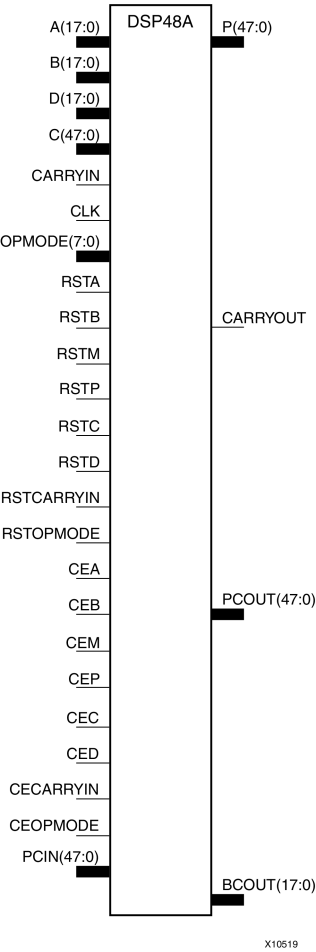 DSP48A
A(17:0)
P(47:0)
B(17:0)
D(17:0)
C(47:0)
CARRYIN
CLK
OPMODE(7:0)
RSTA
RSTB
CARRYOUT
RSTM
RSTP
RSTC
RSTD
RSTCARRYIN
RSTOPMODE
CEA
CEB
PCOUT(47:0)
CEM
CEP
CEC
CED
CECARRYIN
CEOPMODE
PCIN(47:0)
BCOUT(17:0)
X10519